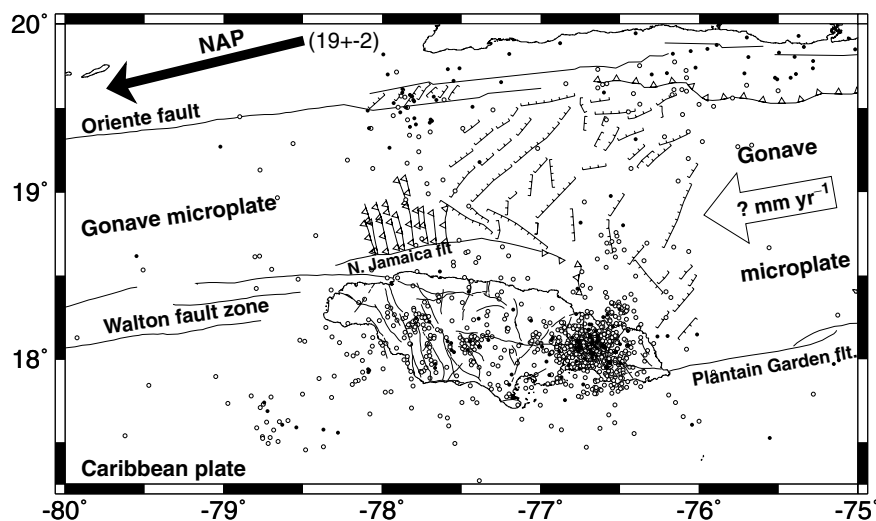 20°
NAP
(19+-2)
Oriente fault
Gonave
19°
? mm yr⁻¹
Gonave microplate
N. Jamaica flt
microplate
Walton fault zone
18°
Plantain Garden flt.
Caribbean plate
-80° -79° -78° -77° -76° -75°